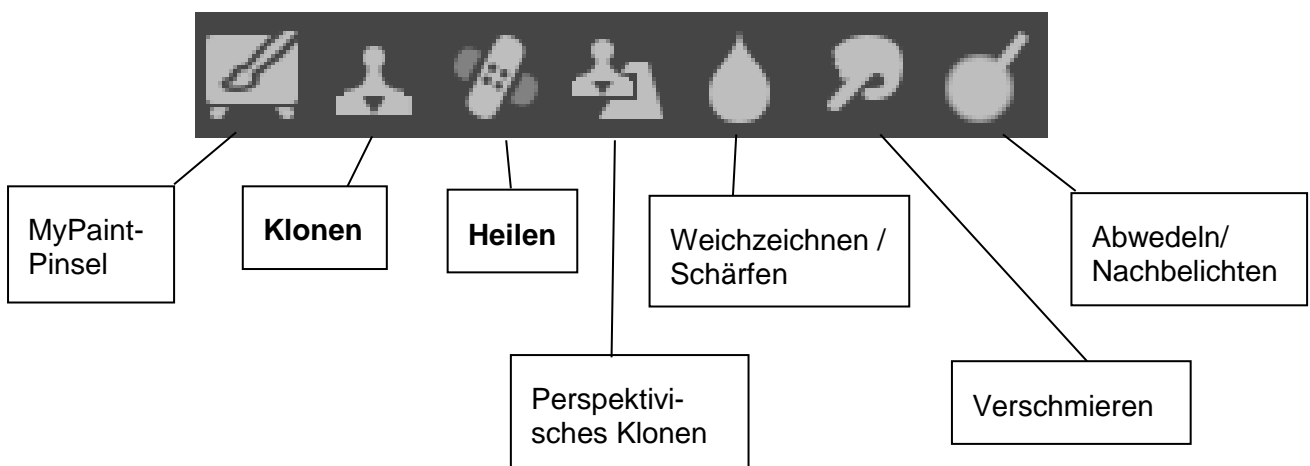 MyPaint-
Pinsel
Klonen
Heilen
Weichzeichnen /
Schärfen
Abwedeln/
Nachbelichten
Perspektivi-
sches Klonen
Verschmieren